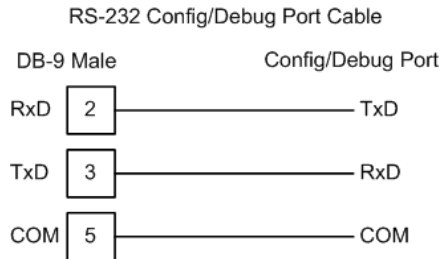 RS-232 Config/Debug Port Cable
DB-9 Male Config/Debug Port
RxD 2 TxD
TxD 3 RxD
COM 5 COM